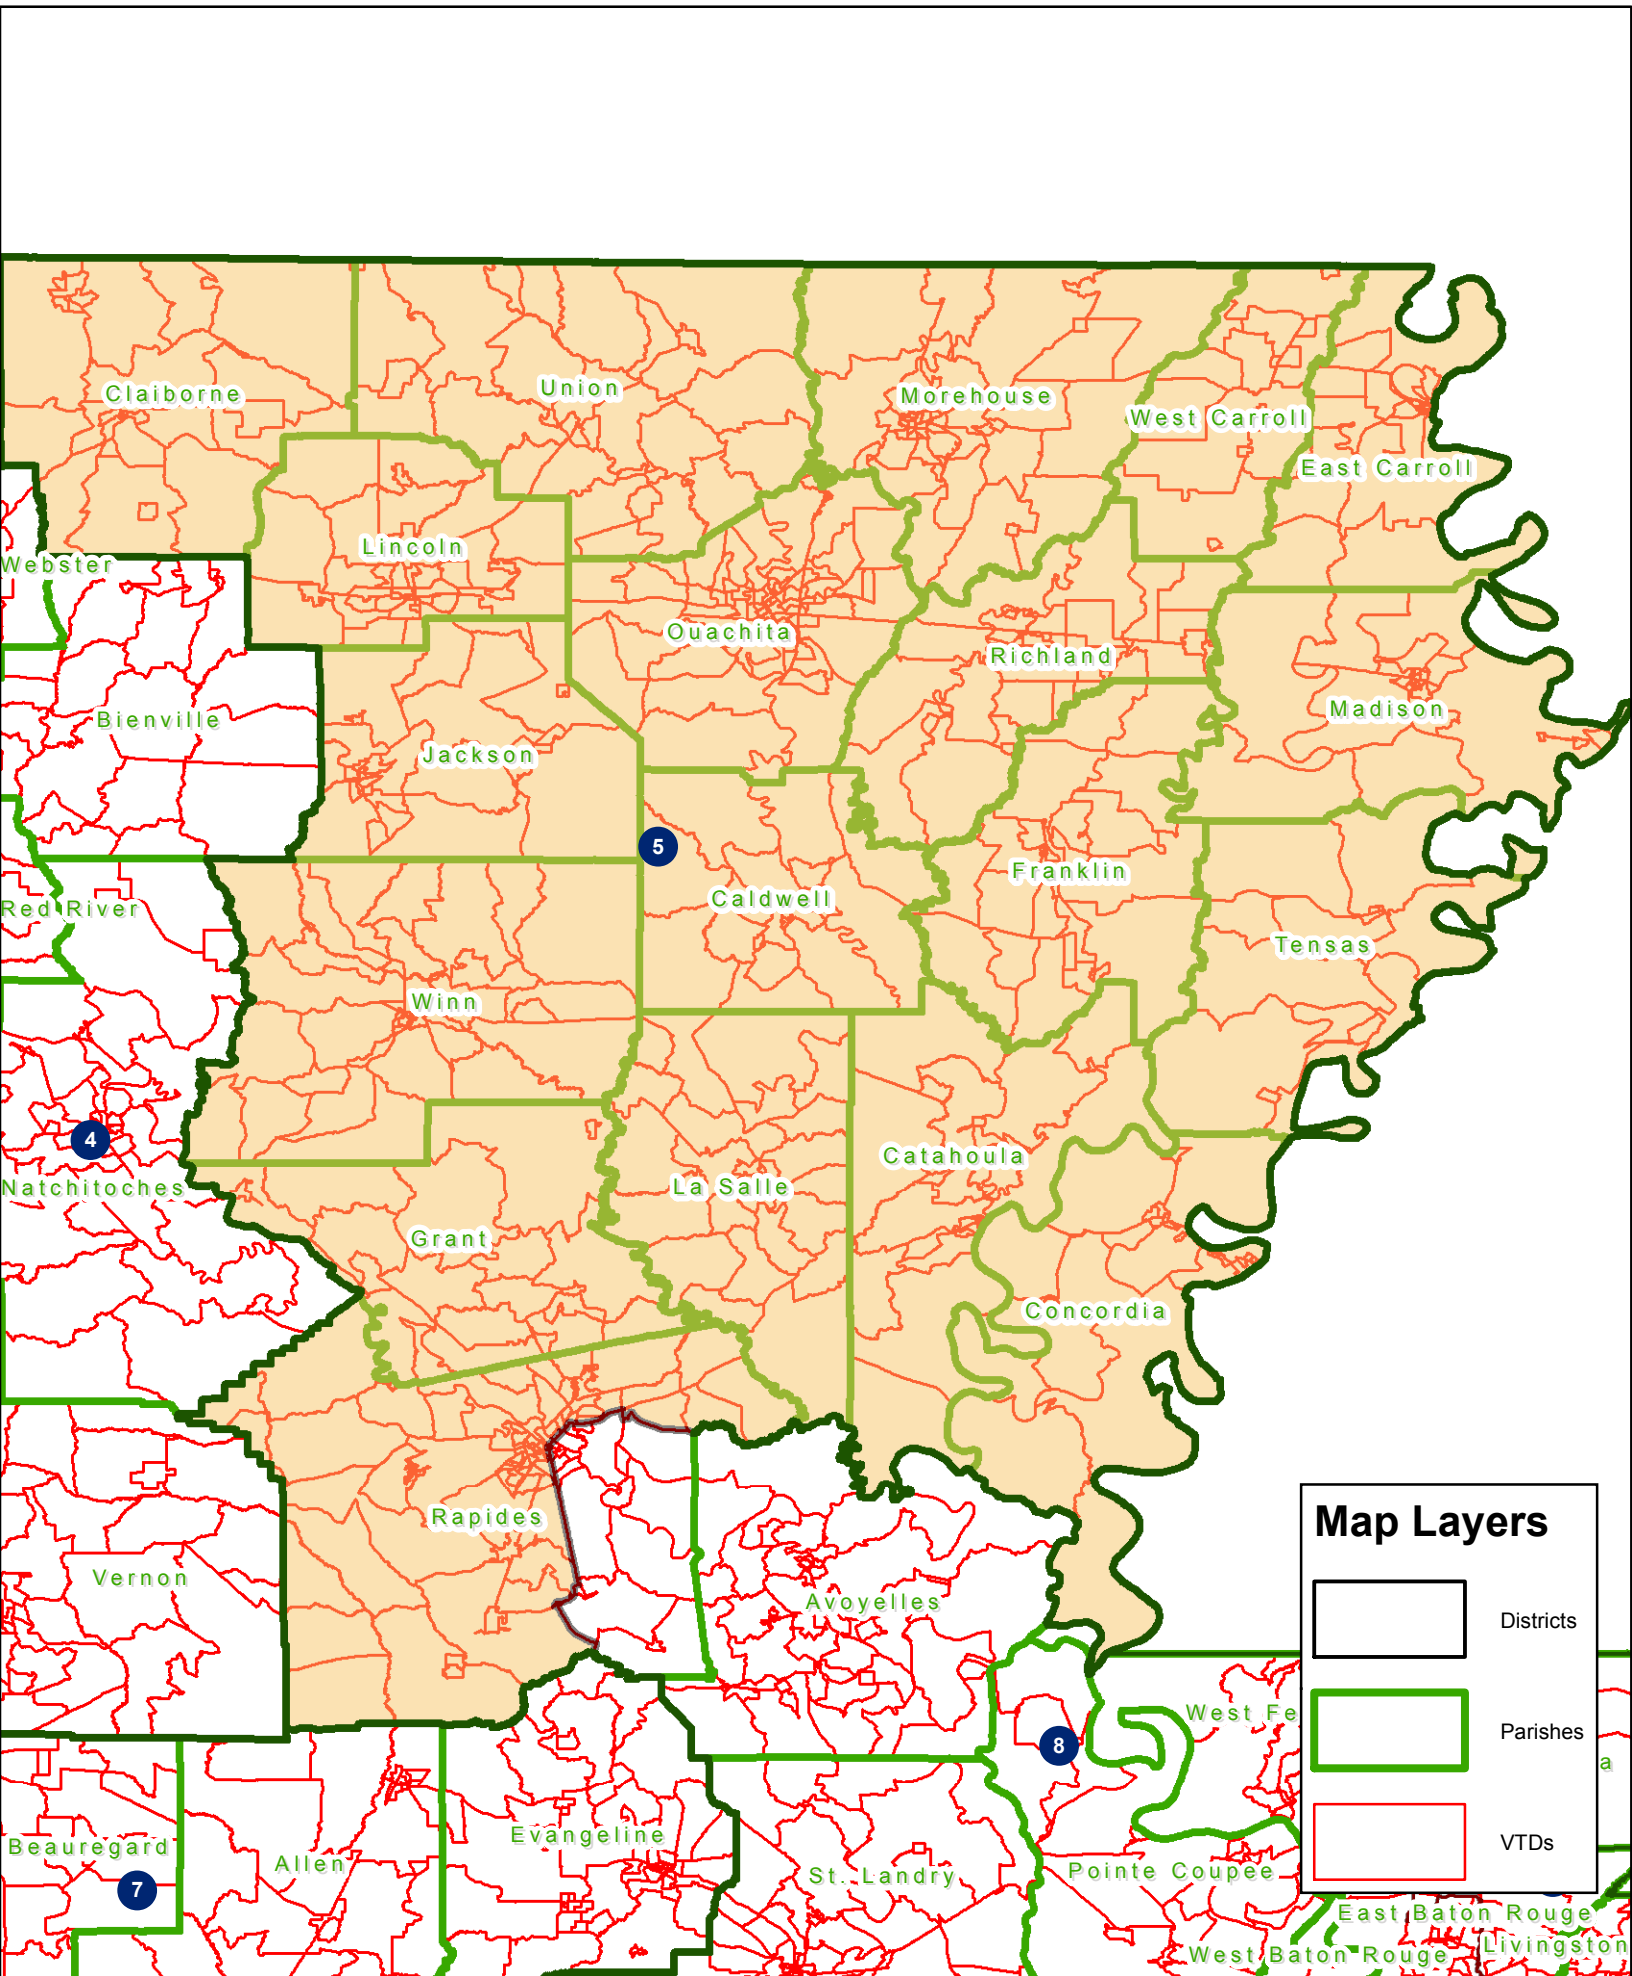 Claiborne
Union
Morehouse
West Carroll
East Carroll
Lincoln
Webster
Ouachita
Richland
Madison
Bienville
Jackson
5
Franklin
Caldwell
Red River
Tensas
Winn
4
Natchitoches
Catahoula
La Salle
Grant
Concordia
Rapides
Map Layers
Districts
Parishes
VTDs
Vernon
Avoyelles
West Fe
8
a
Beauregard
Evangeline
Allen
7
St. Landry
Pointe Coupee
East Baton Rouge
West Baton Rouge
Livingston